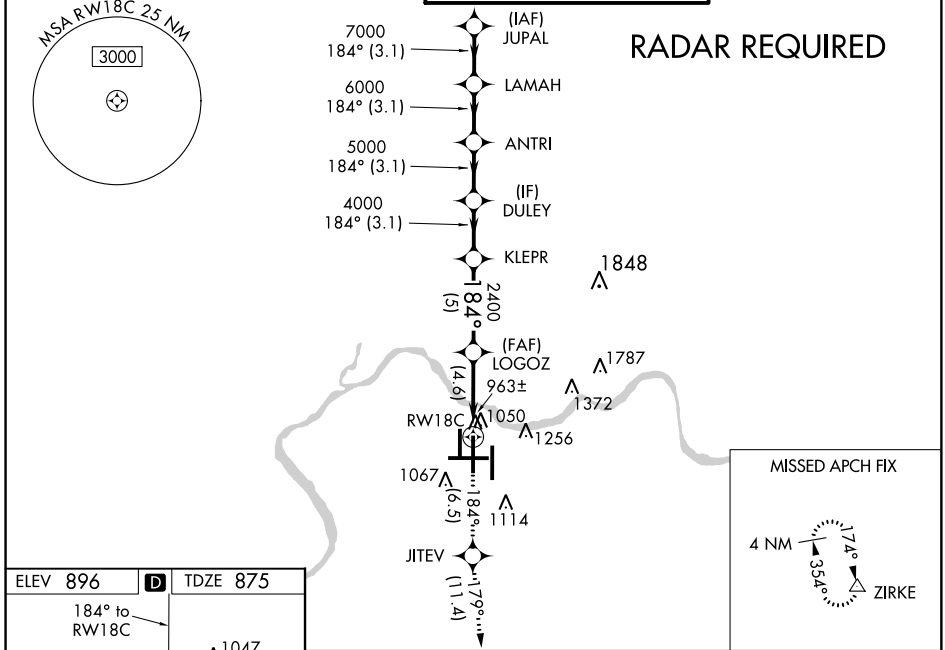 MSA RW18C 25 NM
3000
RADAR REQUIRED
(IAF)
JUPAL
7000
184° (3.1)
LAMAH
6000
184° (3.1)
ANTRI
5000
184° (3.1)
(IF)
DULEY
4000
184° (3.1)
KLEPR
1848
2400
184°
(5)
(FAF)
LOGOZ
1787
(4.6)
963±
1372
RW18C
1050
1256
1067
(6.5)
184°
1114
JITEV
179°
(11.4)
MISSED APCH FIX
4 NM
174°
354°
ZIRKE
ELEV 896 D TDZE 875
184° to
RW18C
1047